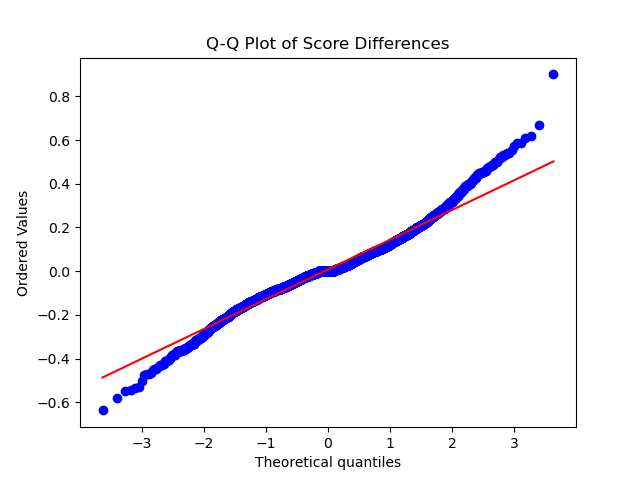 Q-Q Plot of Score Differences
0.8
0.6
0.4
0.2
0.0
−0.2
−0.4
−0.6
Ordered Values
−3 −2 −1 0 1 2 3
Theoretical quantiles